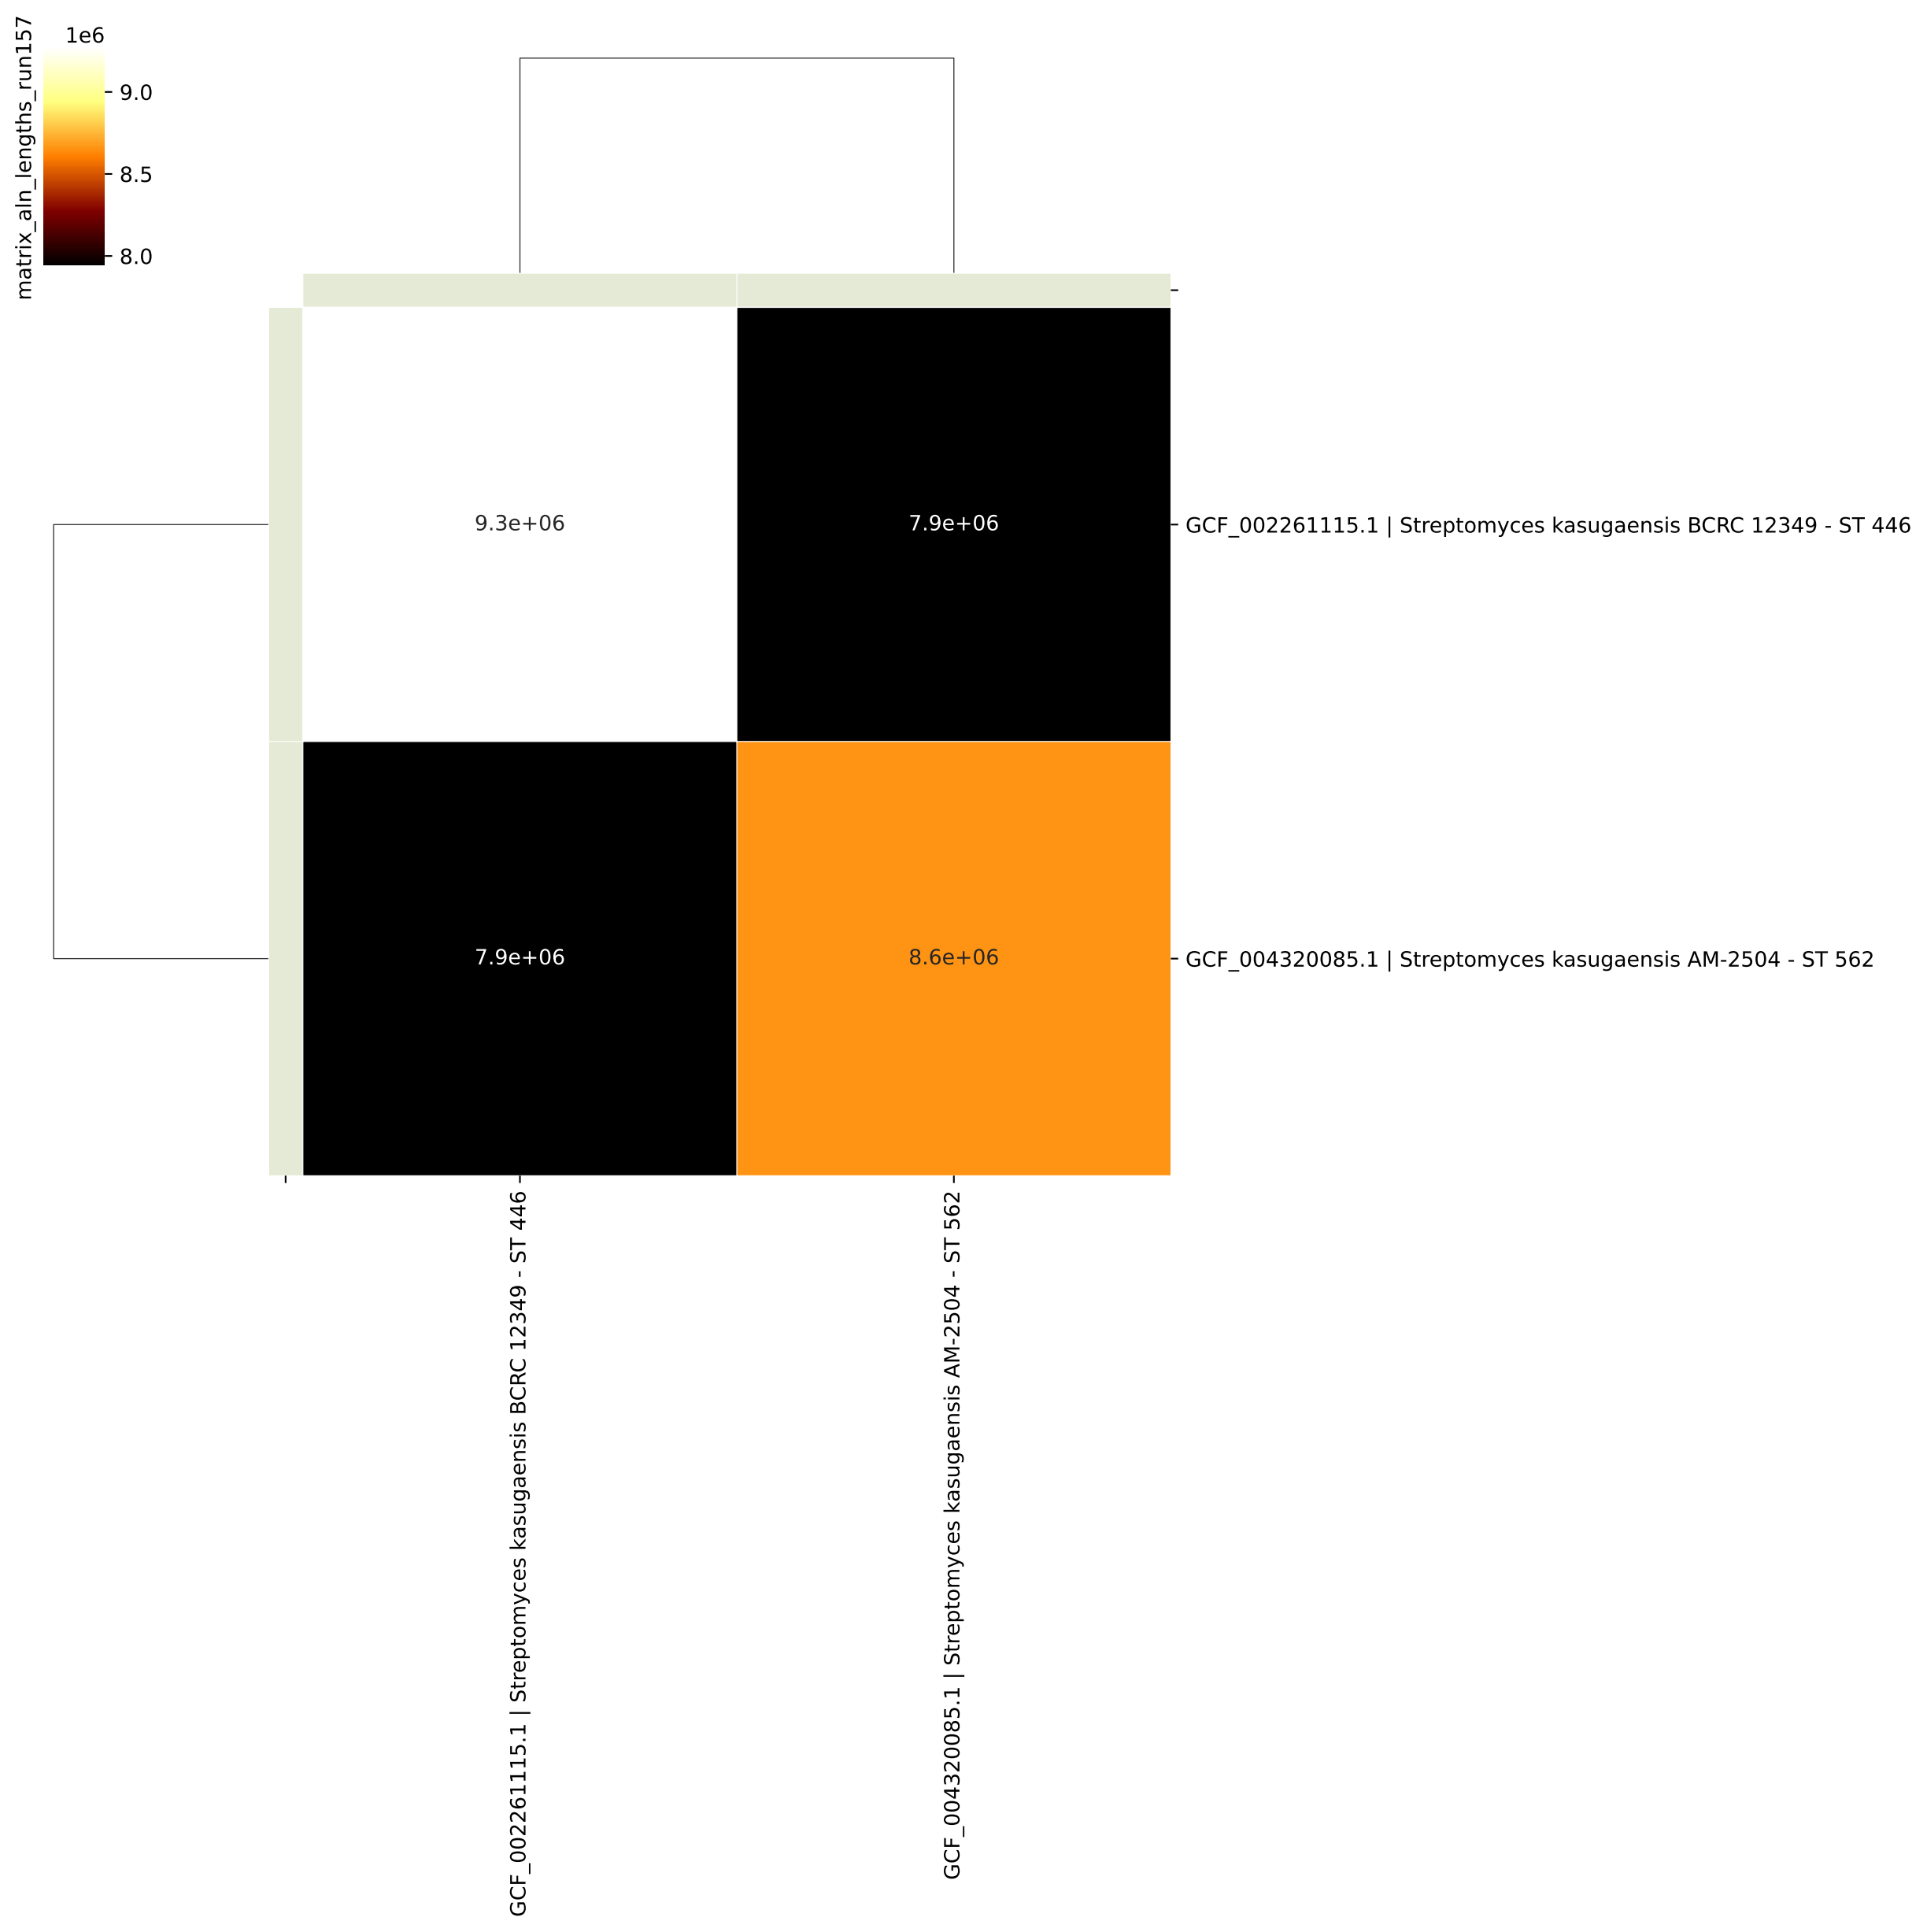 matrix_aln_lengths_run157
1e6
9.0
8.5
8.0
9.3e+06
7.9e+06
GCF_002261115.1 | Streptomyces kasugaensis BCRC 12349 - ST 446
7.9e+06
8.6e+06
GCF_004320085.1 | Streptomyces kasugaensis AM-2504 - ST 562
GCF_002261115.1 | Streptomyces kasugaensis BCRC 12349 - ST 446
GCF_004320085.1 | Streptomyces kasugaensis AM-2504 - ST 562